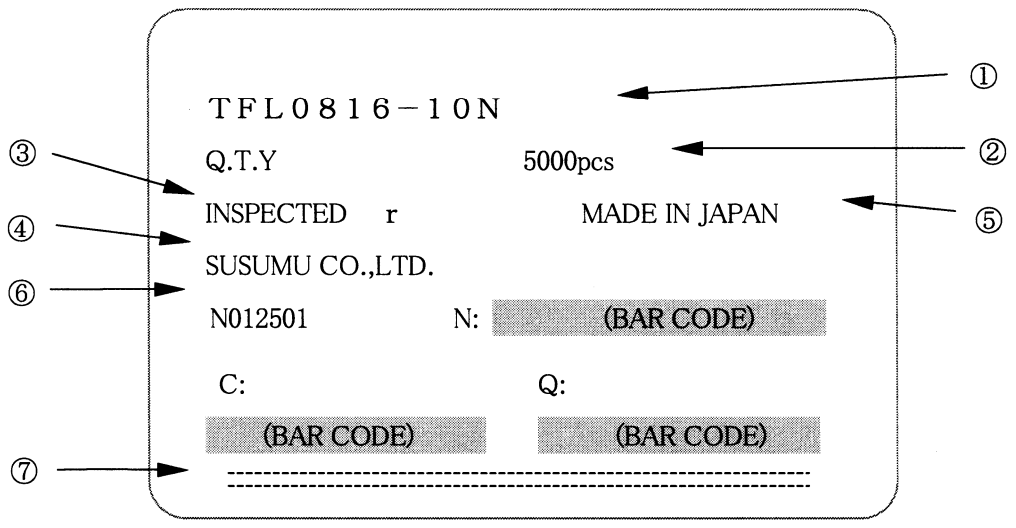 ①
TFL0816-10N
②
Q.T.Y 5000pcs
③
INSPECTED r MADE IN JAPAN
⑤
④
SUSUMU CO.,LTD.
⑥
N012501 N: (BAR CODE)
C: Q:
(BAR CODE) (BAR CODE)
⑦